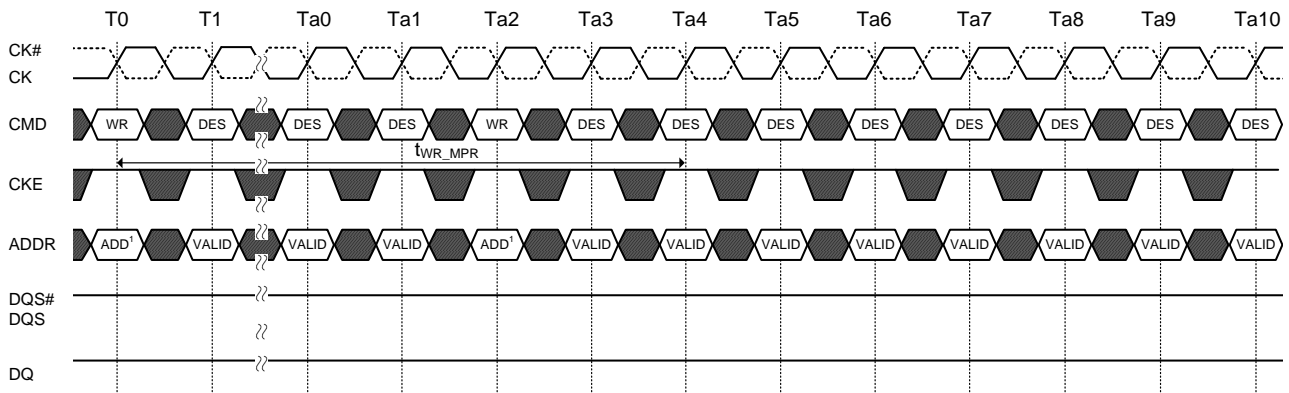 T0 T1 Ta0 Ta1 Ta2 Ta3 Ta4 Ta5 Ta6 Ta7 Ta8 Ta9 Ta10
CK#
CK
CMD WR DES DES DES WR DES DES DES DES DES DES DES DES
tWR_MPR
CKE
ADDR ADD¹ VALID VALID VALID ADD¹ VALID VALID VALID VALID VALID VALID VALID VALID
DQS#
DQS
DQ